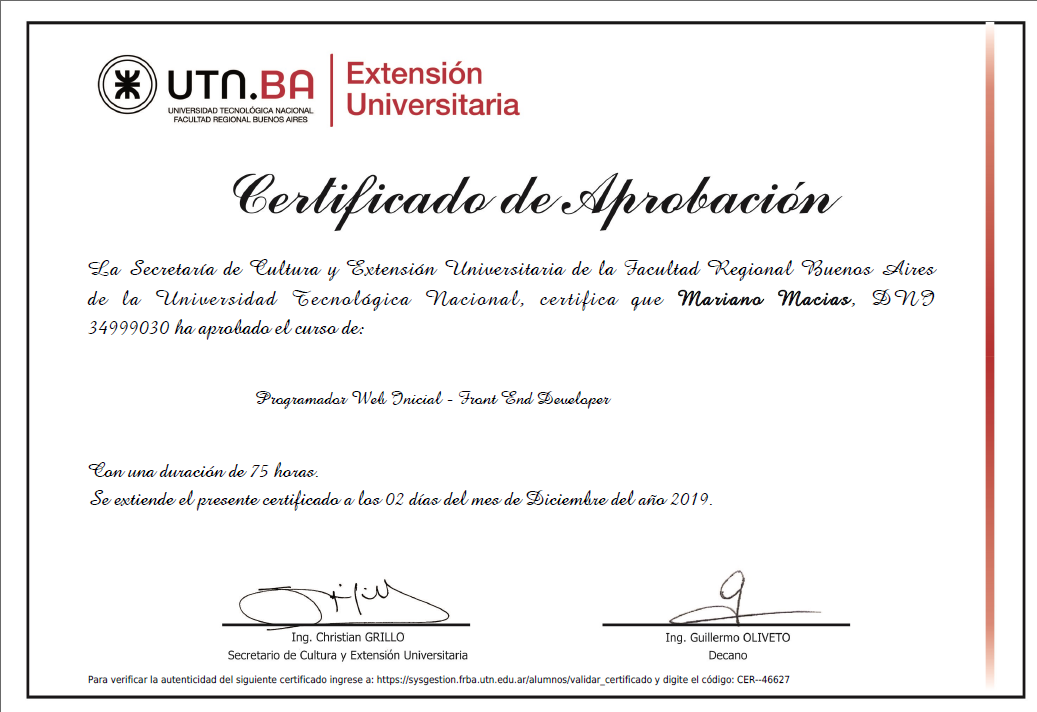 UTN.BA
UNIVERSIDAD TECNOLÓGICA NACIONAL
FACULTAD REGIONAL BUENOS AIRES
Extensión
Universitaria
Certificado de Aprobación
La Secretaría de Cultura y Extensión Universitaria de la Facultad Regional Buenos Aires
de la Universidad Tecnológica Nacional, certifica que Mariano Macias, DNI
34999030 ha aprobado el curso de:
Programador Web Inicial - Front End Developer
Con una duración de 75 horas.
Se extiende el presente certificado a los 02 días del mes de Diciembre del año 2019.
Ing. Christian GRILLO
Secretario de Cultura y Extensión Universitaria
Ing. Guillermo OLIVETO
Decano
Para verificar la autenticidad del siguiente certificado ingrese a: https://sysgestion.frba.utn.edu.ar/alumnos/validar_certificado y digite el código: CER--46627